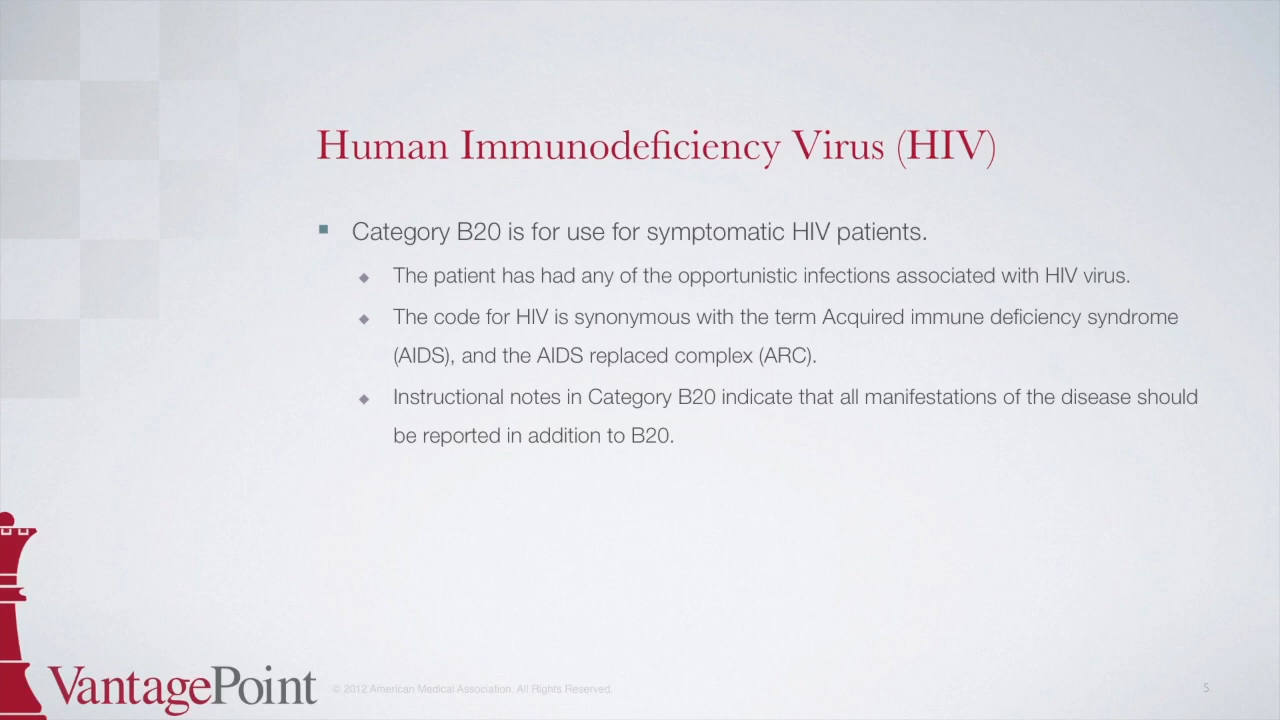 Human Immunodeficiency Virus (HIV)
Category B20 is for use for symptomatic HIV patients.
The patient has had any of the opportunistic infections associated with HIV virus.
The code for HIV is synonymous with the term Acquired immune deficiency syndrome
(AIDS), and the AIDS replaced complex (ARC).
Instructional notes in Category B20 indicate that all manifestations of the disease should
be reported in addition to B20.
VantagePoint
© 2012 American Medical Association. All Rights Reserved.
5